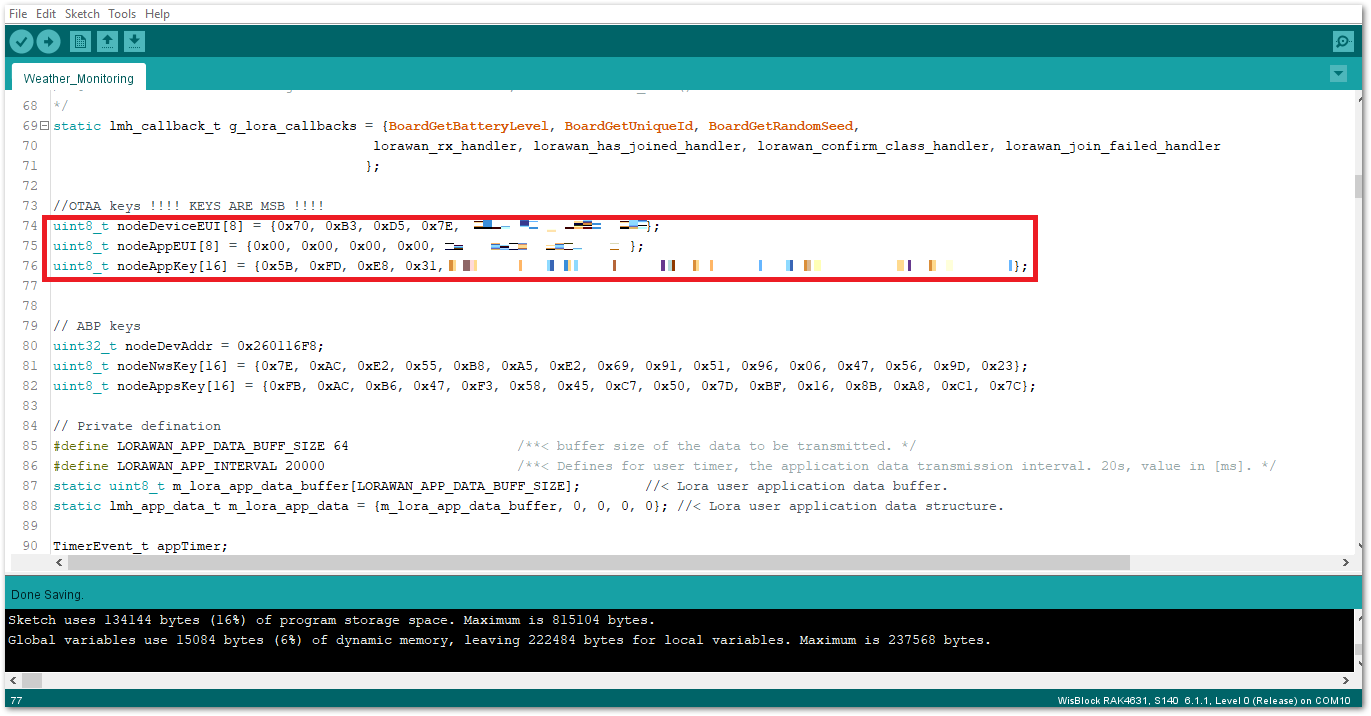 File Edit Sketch Tools Help
Weather_Monitoring
68 */
69 static lmh_callback_t g_lora_callbacks = {BoardGetBatteryLevel, BoardGetUniqueId, BoardGetRandomSeed,
70 lorawan_rx_handler, lorawan_has_joined_handler, lorawan_confirm_class_handler, lorawan_join_failed_handler
71 };
72
73 //OTAA keys !!!! KEYS ARE MSB !!!!
74 uint8_t nodeDeviceEUI[8] = {0x70, 0xB3, 0xD5, 0x7E, };
75 uint8_t nodeAppEUI[8] = {0x00, 0x00, 0x00, 0x00, };
76 uint8_t nodeAppKey[16] = {0x5B, 0xFD, 0xE8, 0x31, };
77
78
79 // ABP keys
80 uint32_t nodeDevAddr = 0x260116F8;
81 uint8_t nodeNwsKey[16] = {0x7E, 0xAC, 0xE2, 0x55, 0xB8, 0xA5, 0xE2, 0x69, 0x91, 0x51, 0x96, 0x06, 0x47, 0x56, 0x9D, 0x23};
82 uint8_t nodeAppsKey[16] = {0xFB, 0xAC, 0xB6, 0x47, 0xF3, 0x58, 0x45, 0xC7, 0x50, 0x7D, 0xBF, 0x16, 0x8B, 0xA8, 0xC1, 0x7C};
83
84 // Private defination
85 #define LORAWAN_APP_DATA_BUFF_SIZE 64 /**< buffer size of the data to be transmitted. */
86 #define LORAWAN_APP_INTERVAL 20000 /**< Defines for user timer, the application data transmission interval. 20s, value in [ms]. */
87 static uint8_t m_lora_app_data_buffer[LORAWAN_APP_DATA_BUFF_SIZE]; //< Lora user application data buffer.
88 static lmh_app_data_t m_lora_app_data = {m_lora_app_data_buffer, 0, 0, 0, 0}; //< Lora user application data structure.
89
90 TimerEvent_t appTimer;
Done Saving.
Sketch uses 134144 bytes (16%) of program storage space. Maximum is 815104 bytes.
Global variables use 15084 bytes (6%) of dynamic memory, leaving 222484 bytes for local variables. Maximum is 237568 bytes.
77 WisBlock RAK4631, S140 6.1.1, Level 0 (Release) on COM10